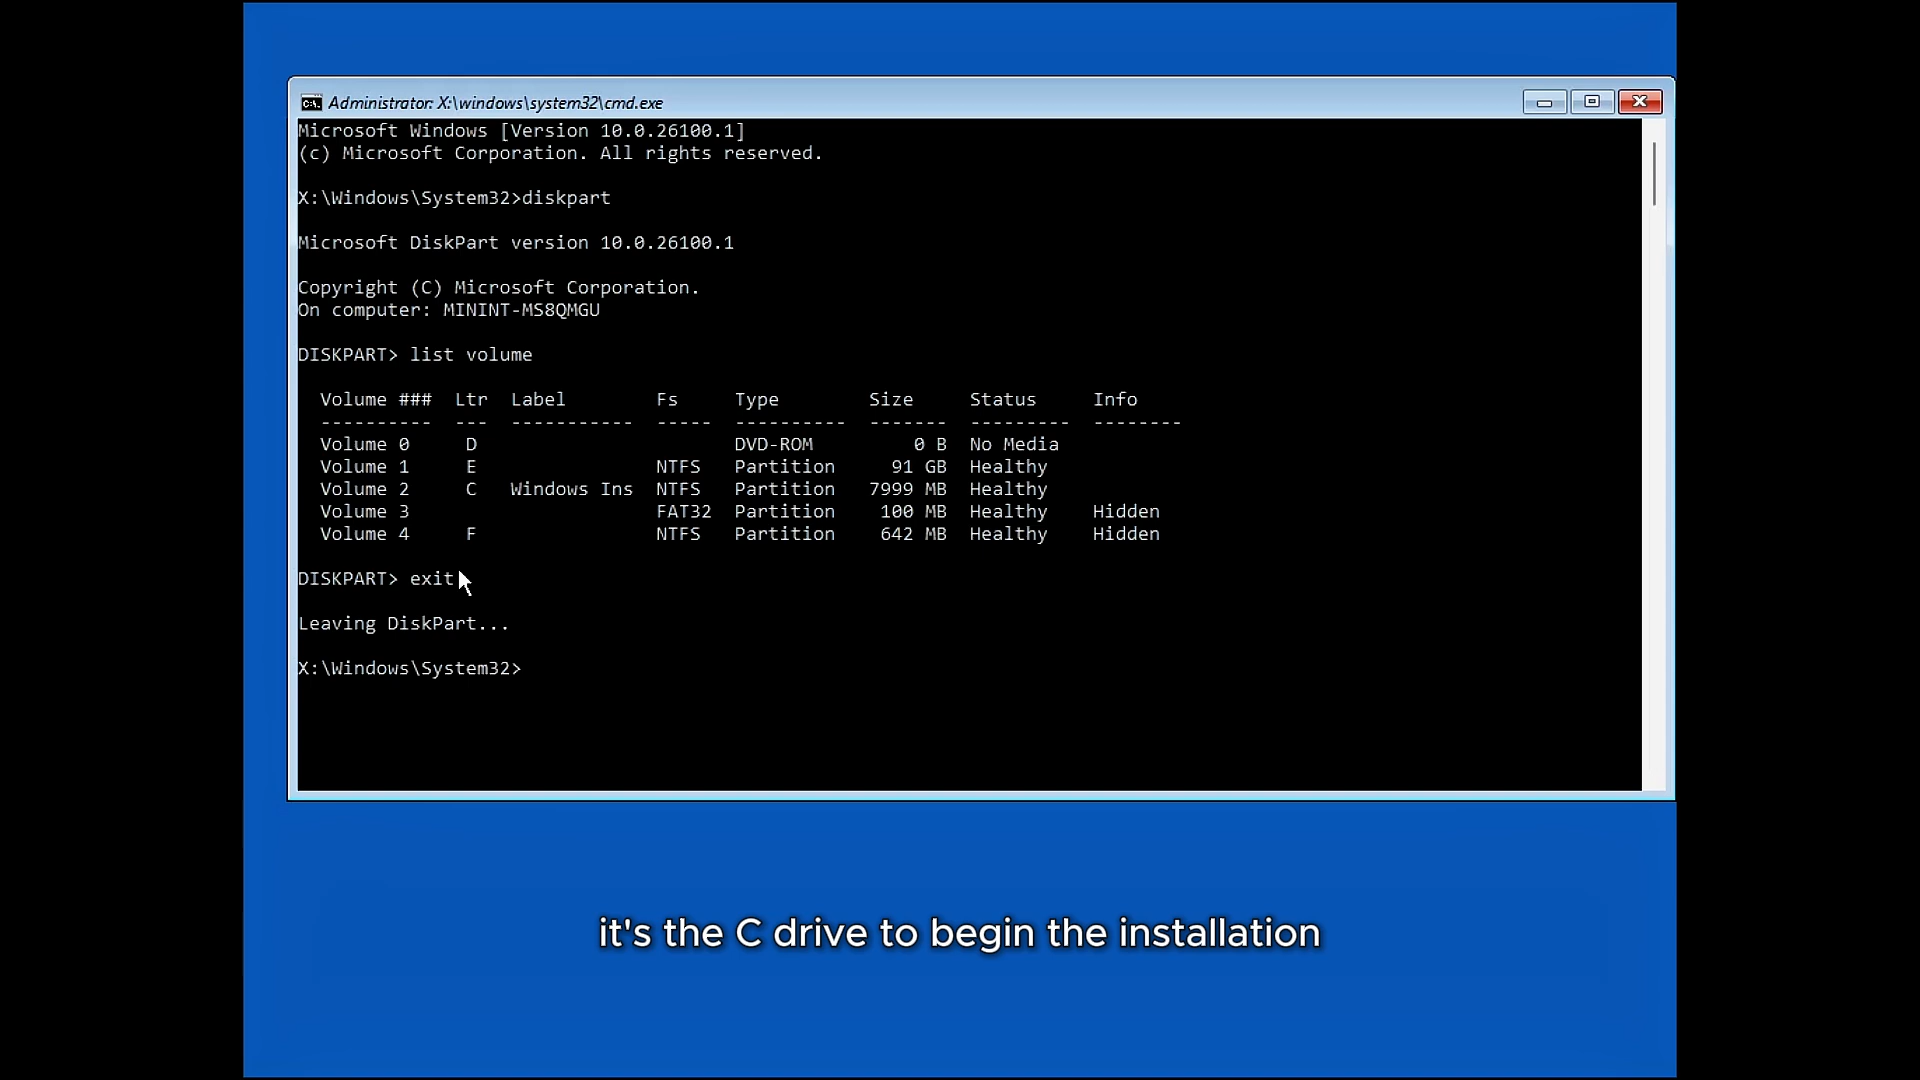 Administrator: X:\windows\system32\cmd.exe
Microsoft Windows [Version 10.0.26100.1]
(c) Microsoft Corporation. All rights reserved.
X:\Windows\System32>diskpart
Microsoft DiskPart version 10.0.26100.1
Copyright (C) Microsoft Corporation.
On computer: MININT-MS8QMGU
DISKPART> list volume
  Volume ###  Ltr  Label        Fs     Type        Size     Status     Info
  ----------  ---  -----------  -----  ----------  -------  ---------  --------
  Volume 0     D                       DVD-ROM         0 B  No Media
  Volume 1     E                NTFS   Partition     91 GB  Healthy
  Volume 2     C   Windows Ins  NTFS   Partition   7999 MB  Healthy
  Volume 3                      FAT32  Partition    100 MB  Healthy    Hidden
  Volume 4     F                NTFS   Partition    642 MB  Healthy    Hidden
DISKPART> exit
Leaving DiskPart...
X:\Windows\System32>
it's the C drive to begin the installation